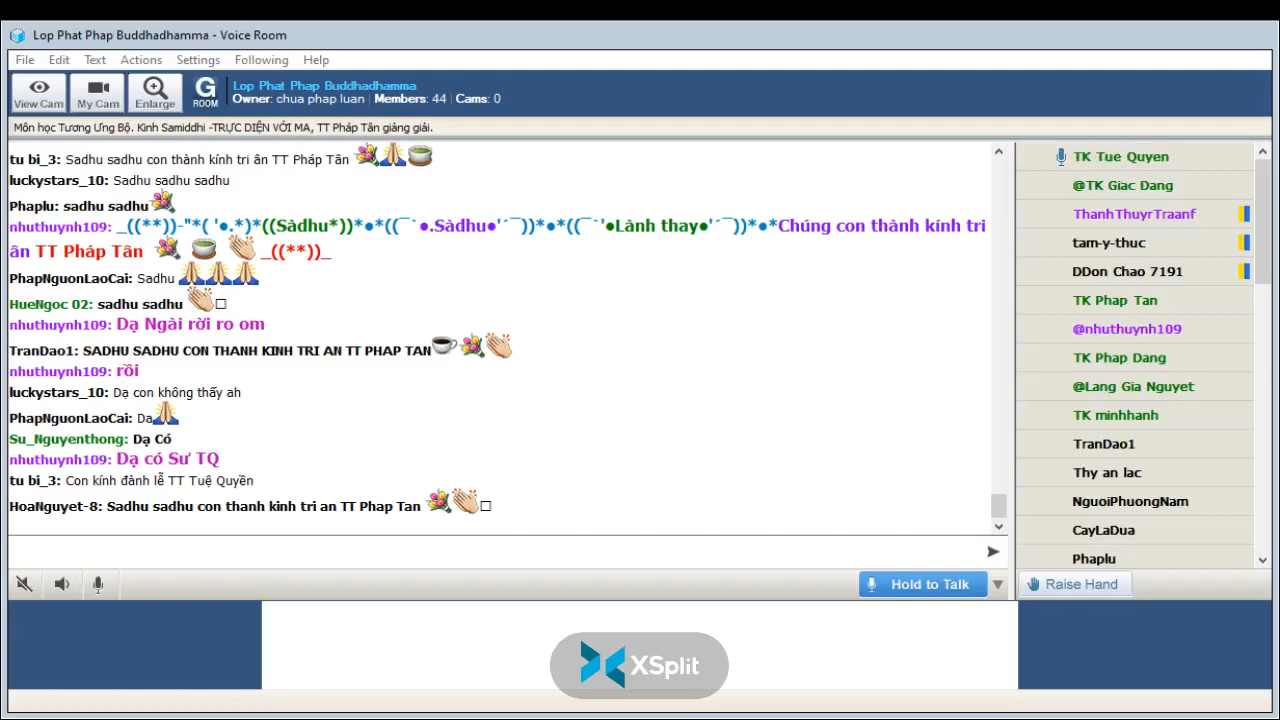 Lop Phat Phap Buddhadhamma - Voice Room
File Edit Text Actions Settings Following Help
View Cam My Cam Enlarge G ROOM
Lop Phat Phap Buddhadhamma
Owner: chua phap luan | Members: 44 | Cams: 0
Môn học Tương Ưng Bộ. Kinh Samiddhi -TRỰC DIỆN VỚI MA, TT Pháp Tân giảng giải.
tu bi_3: Sadhu sadhu con thành kính tri ân TT Pháp Tân
luckystars_10: Sadhu sadhu sadhu
Phaplu: sadhu sadhu
nhuthuynh109: _((**))-"*( '●.*)*((Sàdhu*))*●*((¯`●.Sàdhu●'´¯))*●*((¯`'●Lành thay●'´¯))*●*Chúng con thành kính tri
ân TT Pháp Tân _((**))_
PhapNguonLaoCai: Sadhu
HueNgoc 02: sadhu sadhu □
nhuthuynh109: Dạ Ngài rời ro om
TranDao1: SADHU SADHU CON THANH KINH TRI AN TT PHAP TAN
nhuthuynh109: rồi
luckystars_10: Dạ con không thấy ah
PhapNguonLaoCai: Da
Su_Nguyenthong: Dạ Có
nhuthuynh109: Dạ có Sư TQ
tu bi_3: Con kính đảnh lễ TT Tuệ Quyền
HoaNguyet-8: Sadhu sadhu con thanh kinh tri an TT Phap Tan □
TK Tue Quyen
@TK Giac Dang
ThanhThuyrTraanf
tam-y-thuc
DDon Chao 7191
TK Phap Tan
@nhuthuynh109
TK Phap Dang
@Lang Gia Nguyet
TK minhhanh
TranDao1
Thy an lac
NguoiPhuongNam
CayLaDua
Phaplu
Hold to Talk
Raise Hand
XSplit